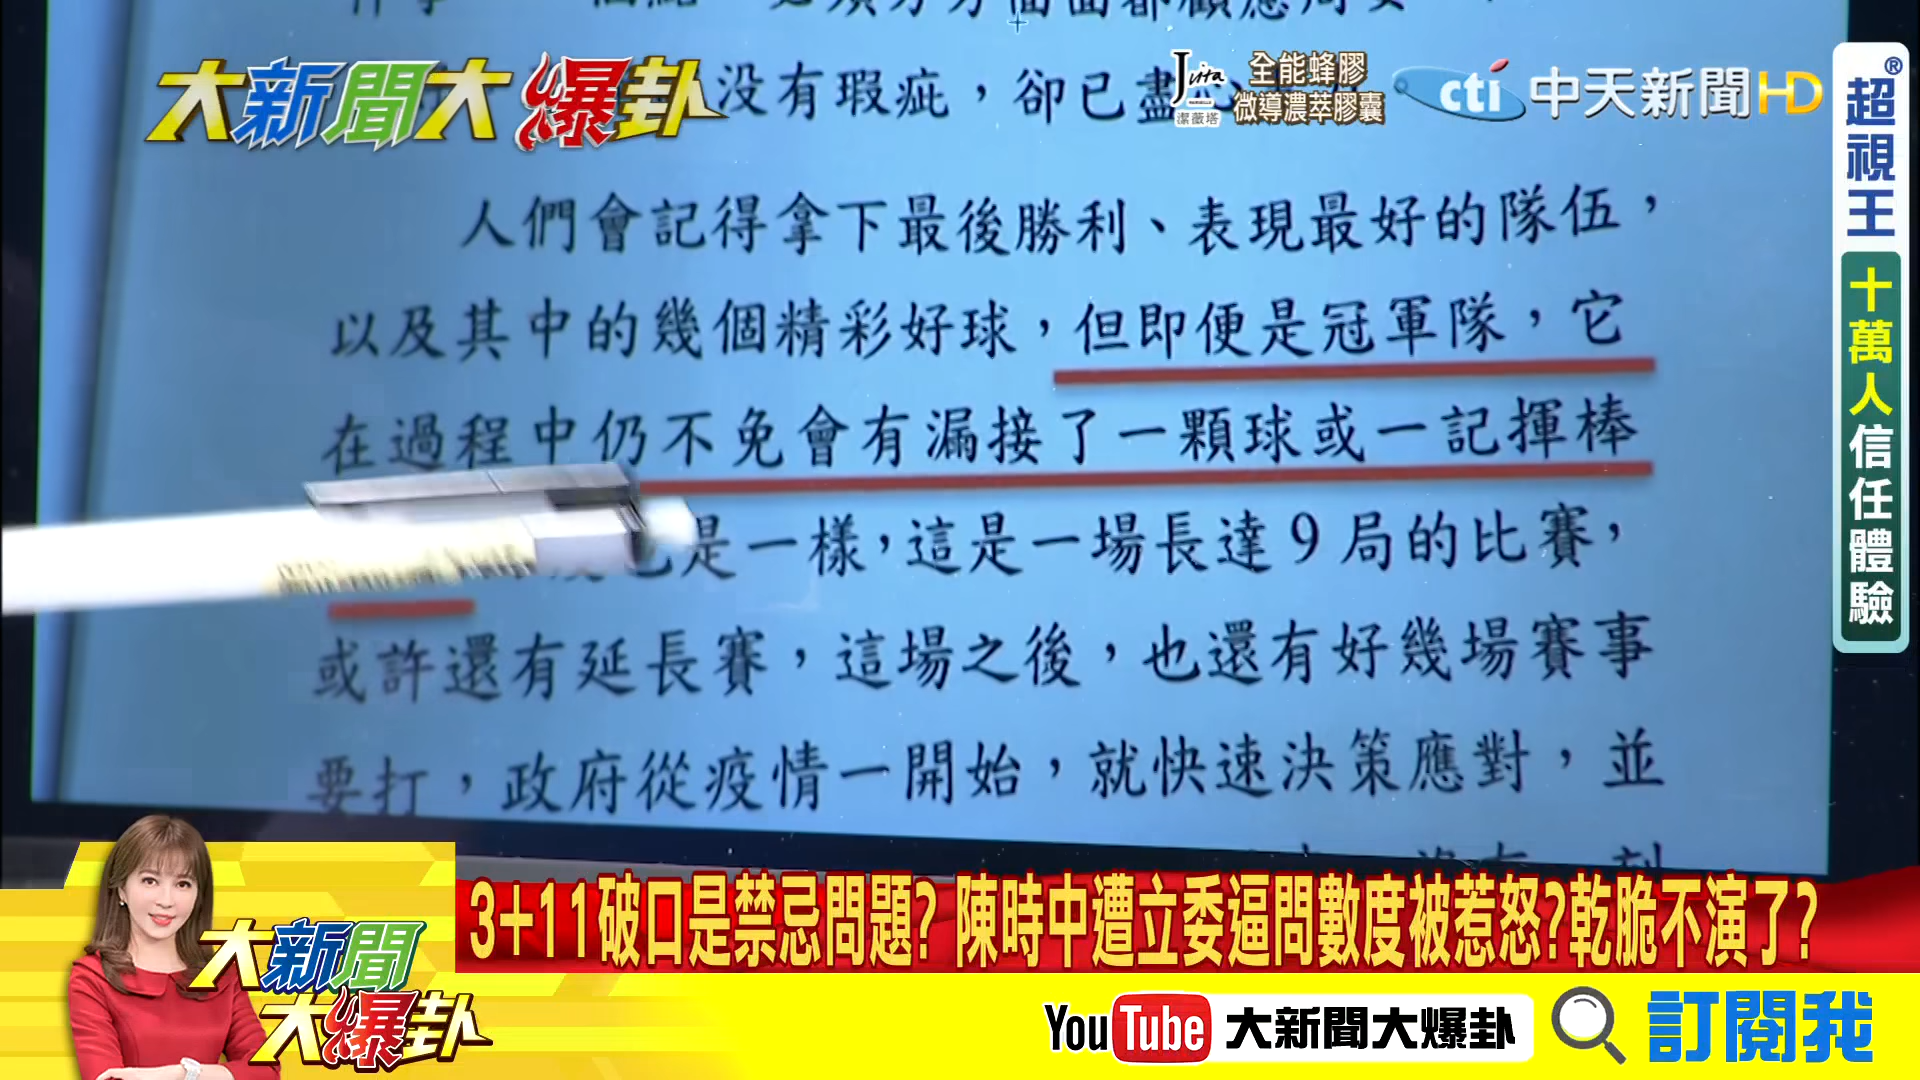 大新聞大爆卦
Jvita
潔薇塔
全能蜂膠
微導濃萃膠囊
cti 中天新聞HD
超視王®
十萬人信任體驗
沒有瑕疵，卻已盡
人們會記得拿下最後勝利、表現最好的隊伍，
以及其中的幾個精彩好球，但即便是冠軍隊，它
在過程中仍不免會有漏接了一顆球或一記揮棒
是一樣，這是一場長達9局的比賽，
或許還有延長賽，這場之後，也還有好幾場賽事
要打，政府從疫情一開始，就快速決策應對，並
3+11破口是禁忌問題? 陳時中遭立委逼問數度被惹怒?乾脆不演了?
大新聞
大爆卦
YouTube 大新聞大爆卦
訂閱我